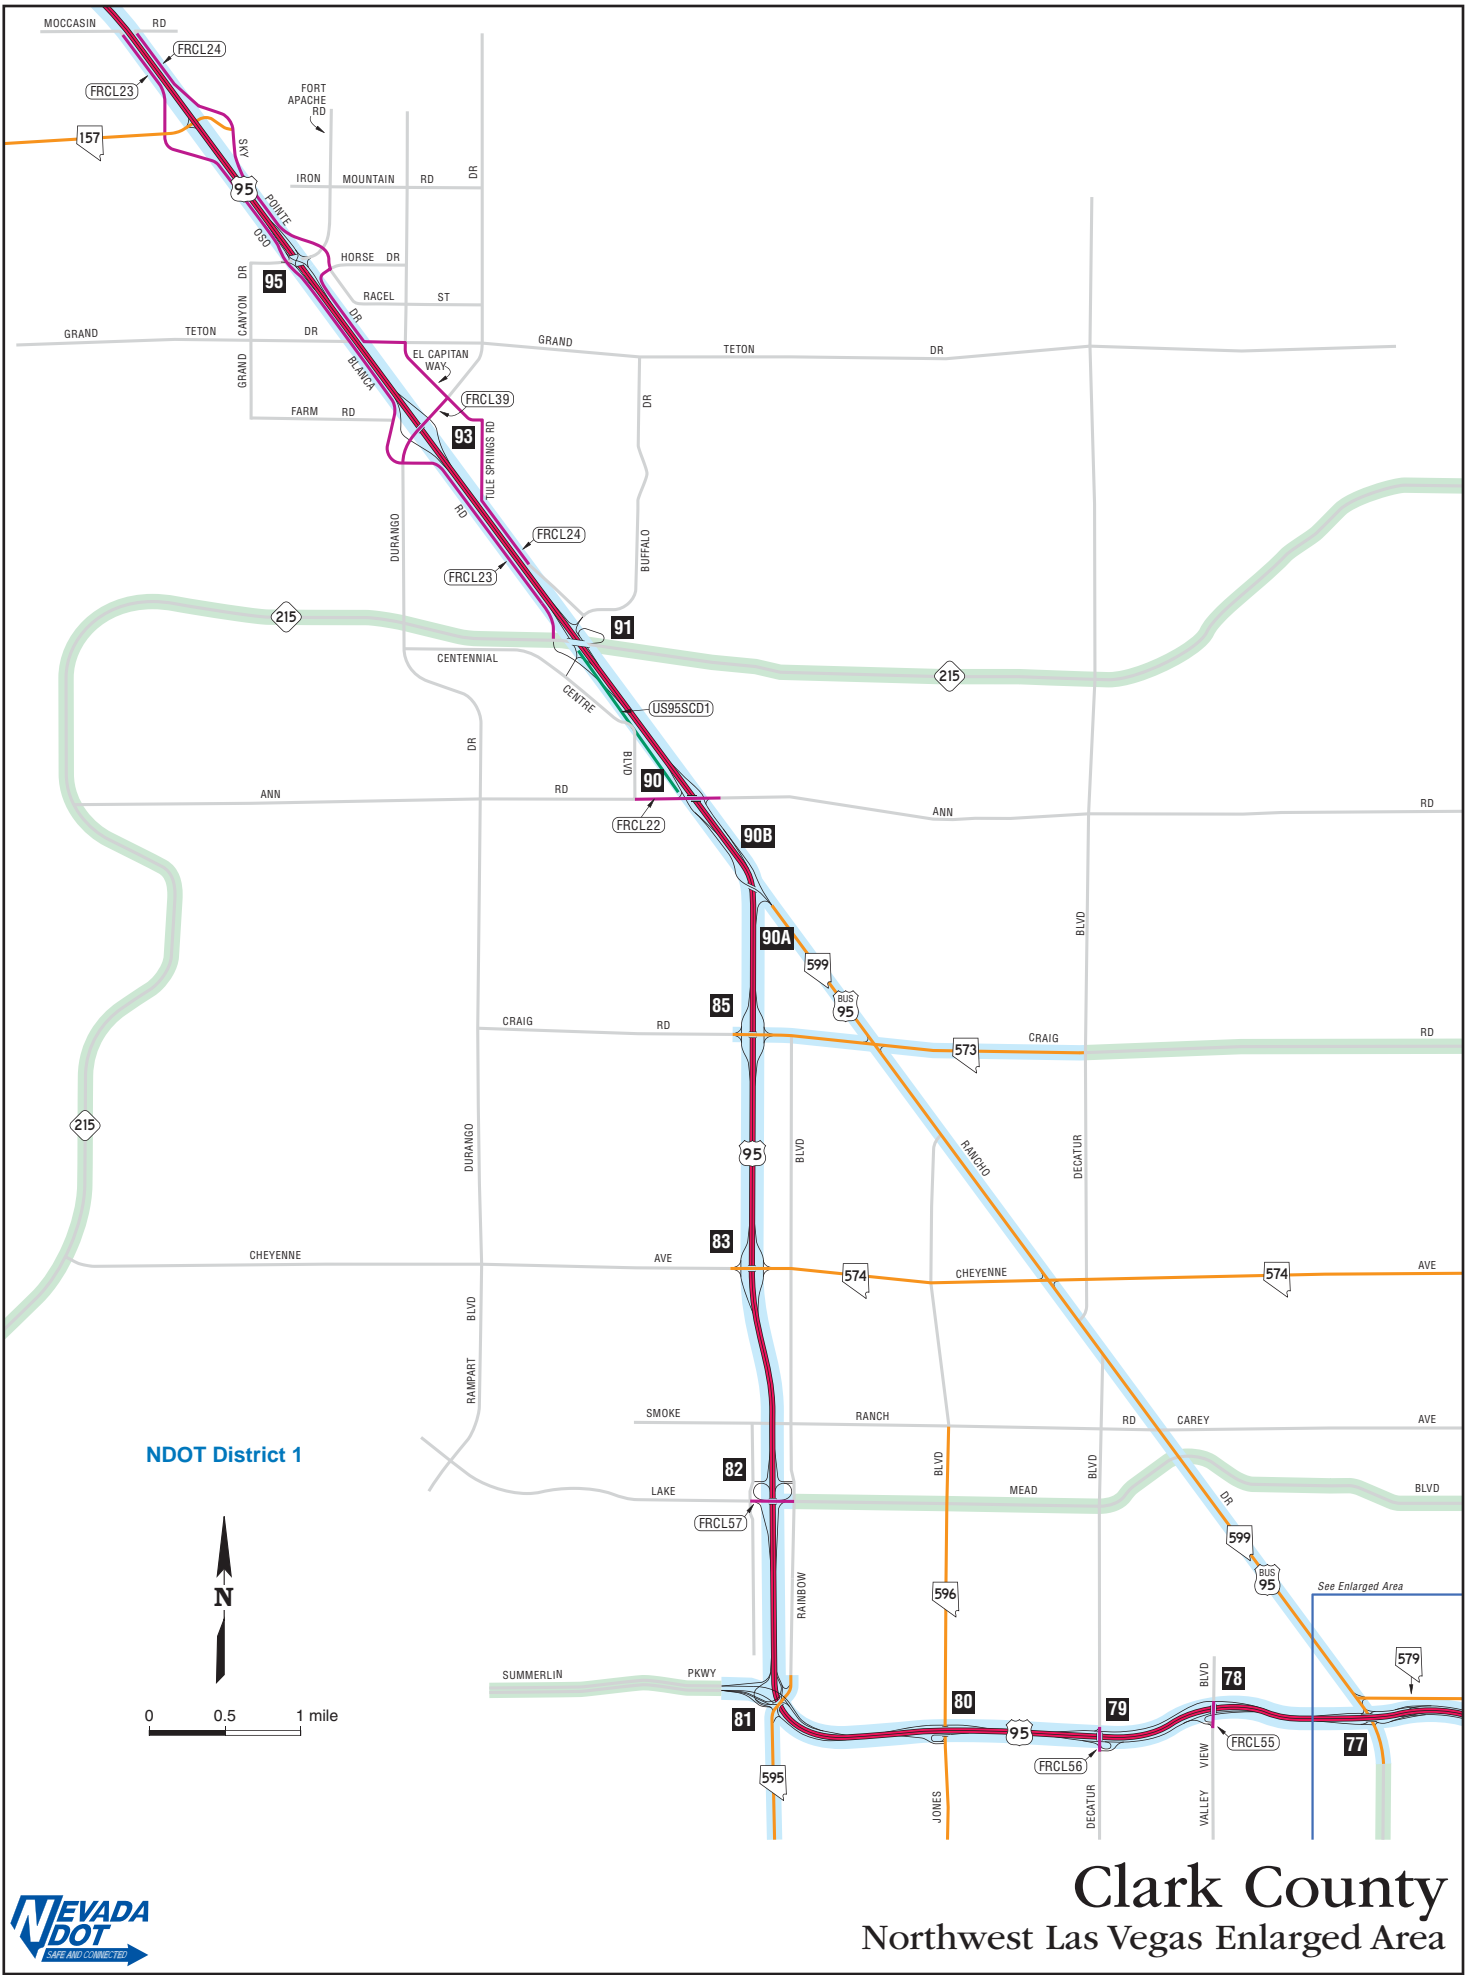 MOCCASIN RD
FRCL24
FRCL23
FORT
APACHE
RD
157
SKY
DR
IRON MOUNTAIN RD
95
POINTE
OSO
HORSE DR
DR
95
RACEL ST
CANYON
DR
GRAND TETON DR
GRAND TETON DR
GRAND
BLANCA
EL CAPITAN
WAY
FRCL39
DR
FARM RD
93
TULE SPRINGS RD
RD
DURANGO
FRCL24
BUFFALO
FRCL23
215
91
CENTENNIAL
215
CENTRE
US95SCD1
DR
BLVD
90
ANN RD
ANN RD
FRCL22
90B
BLVD
90A
599
85
BUS
95
CRAIG RD
CRAIG RD
573
215
DURANGO
95
BLVD
RANCHO
DECATUR
83
CHEYENNE AVE
574
CHEYENNE
574
AVE
BLVD
RAMPART
SMOKE RANCH RD
CAREY AVE
NDOT District 1
82
BLVD
BLVD
LAKE MEAD BLVD
DR
FRCL57
599
BUS
95
N
RAINBOW
596
See Enlarged Area
579
SUMMERLIN PKWY
BLVD
78
80
79
0 0.5 1 mile
81
95
77
FRCL55
FRCL56
VIEW
595
JONES
DECATUR
VALLEY
Clark County
Northwest Las Vegas Enlarged Area
NEVADA
DOT
SAFE AND CONNECTED